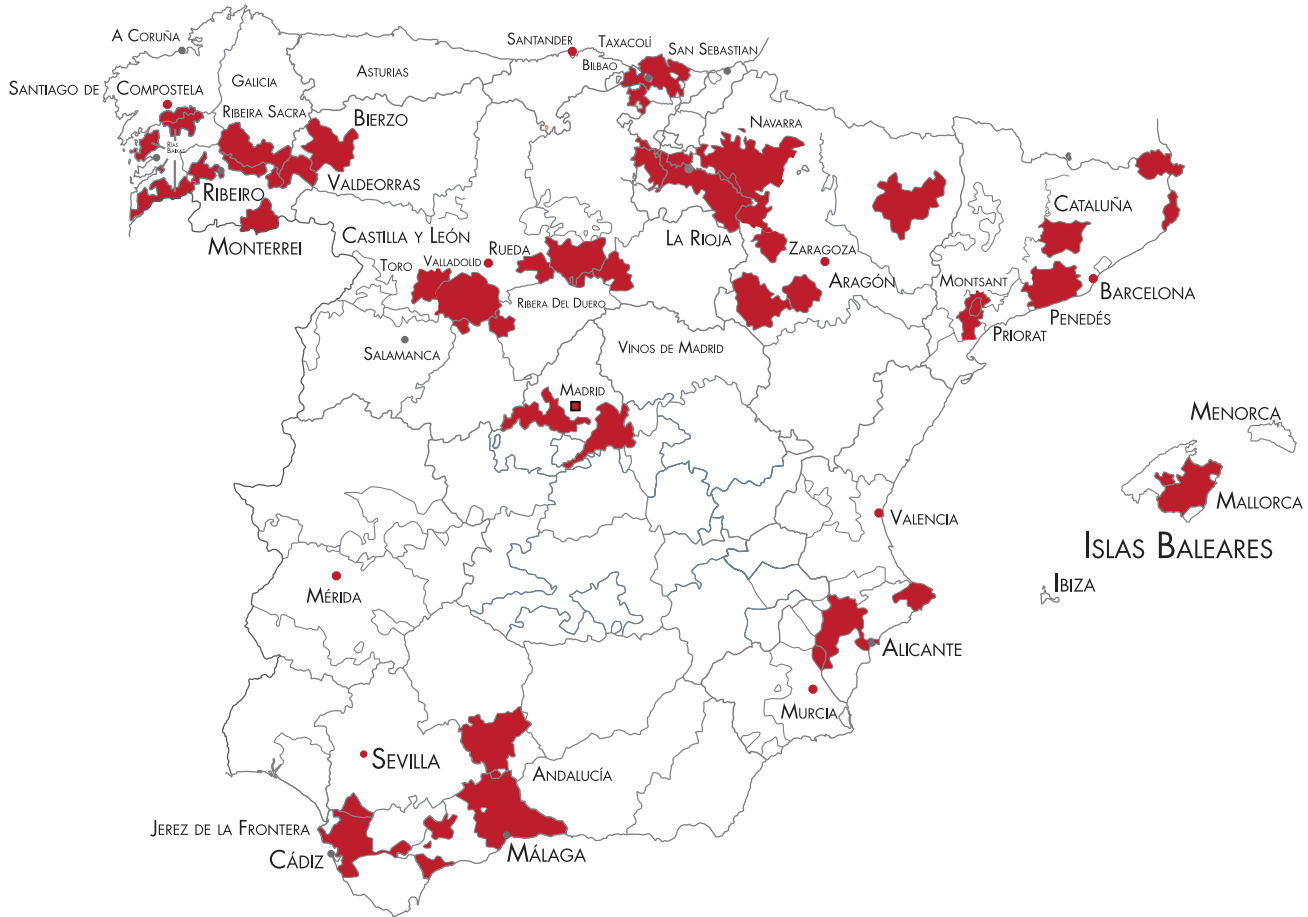 A Coruña
Santander
Taxacolí
San Sebastian
Bilbao
Asturias
Galicia
Santiago de Compostela
Ribeira Sacra
Bierzo
Navarra
Rías
Baixas
Valdeorras
Ribeiro
Cataluña
Monterrei
Castilla y León
Rueda
La Rioja
Zaragoza
Toro
Valladolid
Aragón
Montsant
Barcelona
Ribera Del Duero
Penedés
Priorat
Salamanca
Vinos de Madrid
Madrid
Menorca
Mallorca
Valencia
Islas Baleares
Ibiza
Mérida
Alicante
Murcia
Sevilla
Andalucía
Jerez de la Frontera
Cádiz
Málaga